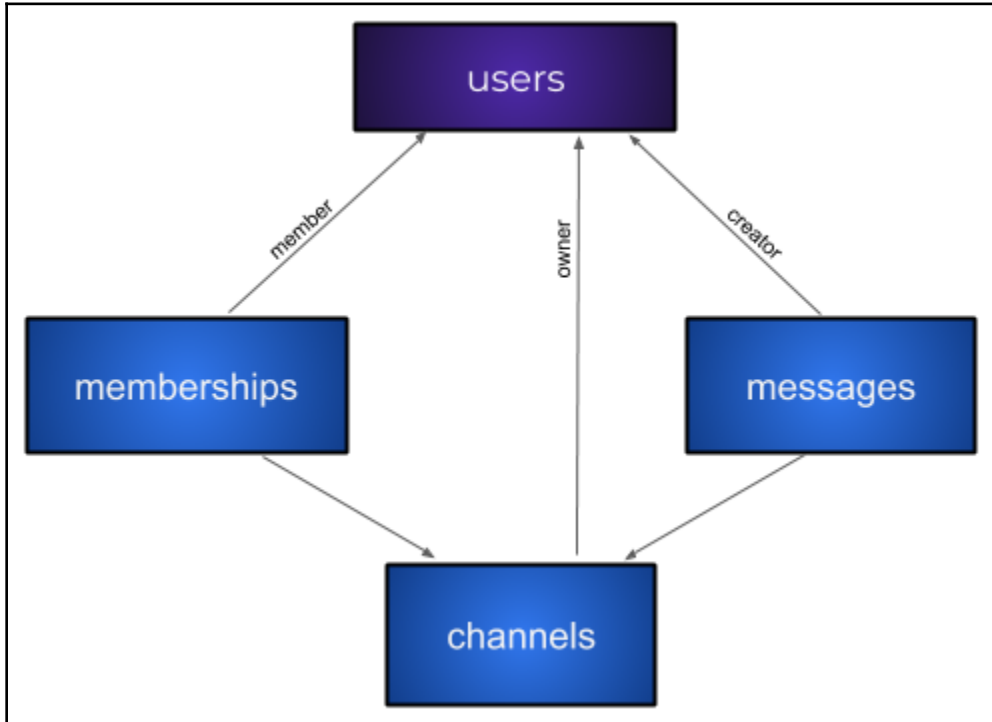 users
member
owner
creator
memberships
messages
channels